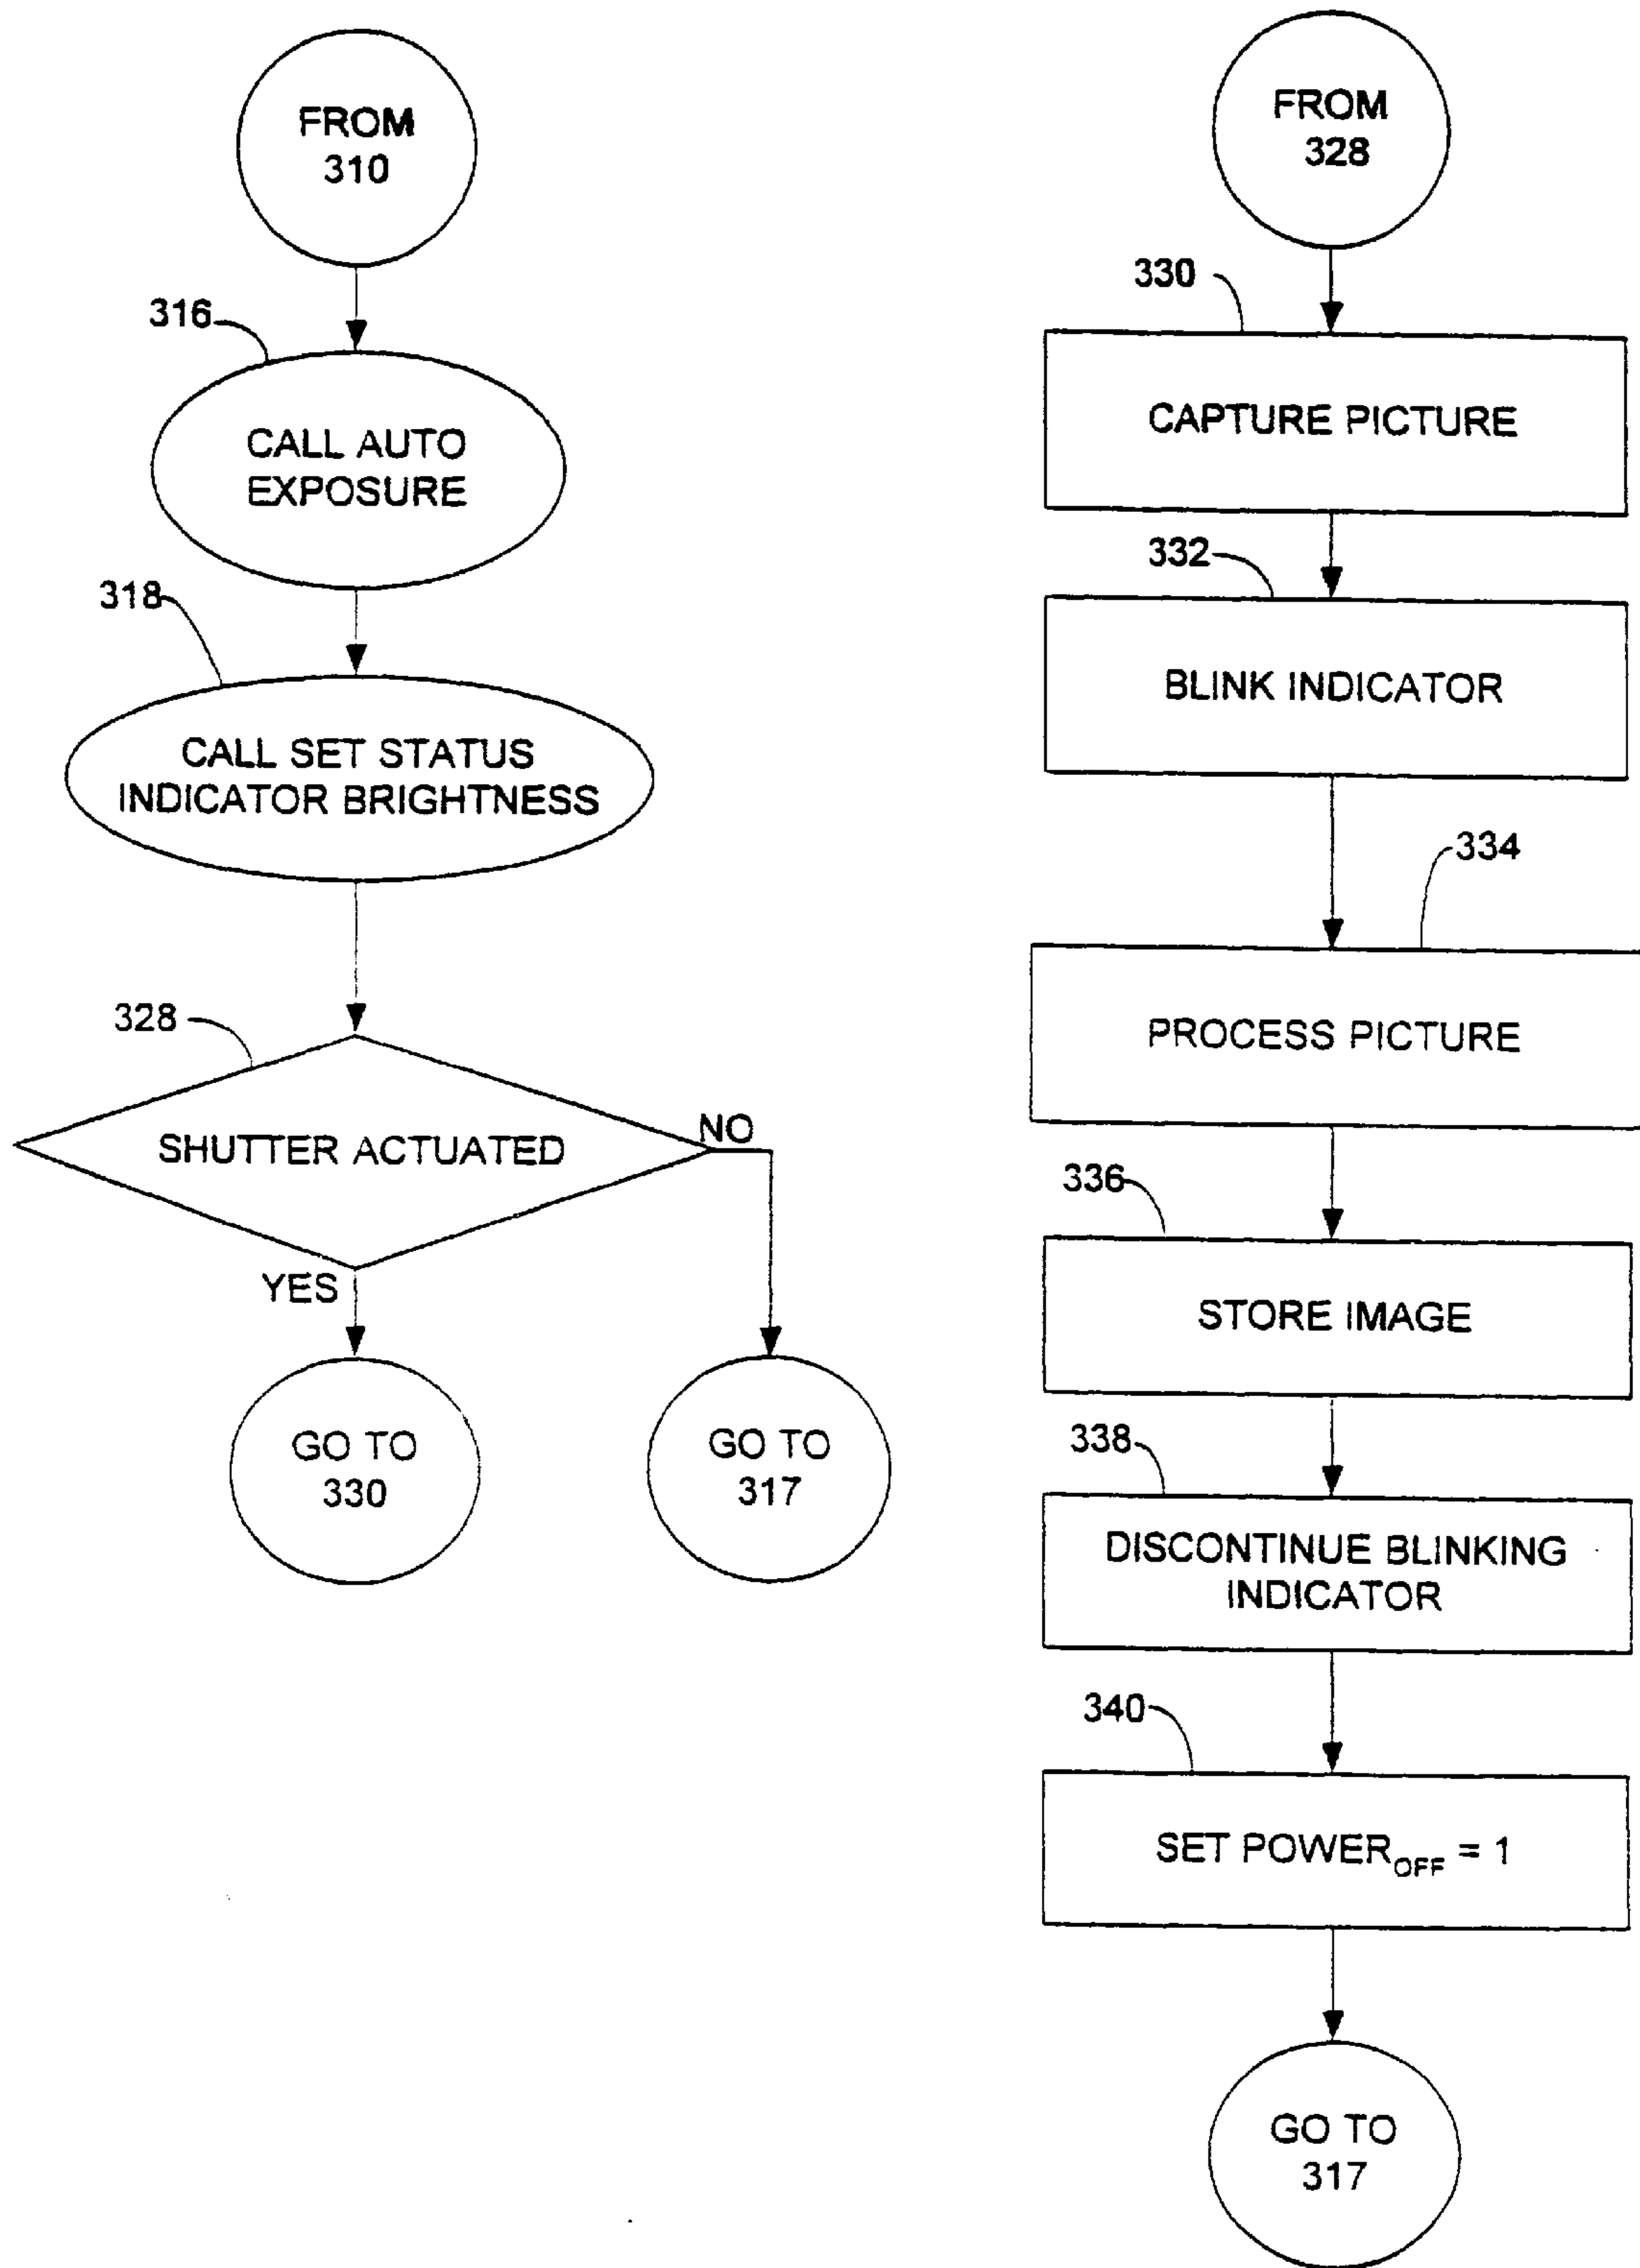 FROM
310
316
CALL AUTO
EXPOSURE
318
CALL SET STATUS
INDICATOR BRIGHTNESS
328
SHUTTER ACTUATED
NO
YES
GO TO
330
GO TO
317
FROM
328
330
CAPTURE PICTURE
332
BLINK INDICATOR
334
PROCESS PICTURE
336
STORE IMAGE
338
DISCONTINUE BLINKING
INDICATOR
340
SET POWER_OFF = 1
GO TO
317